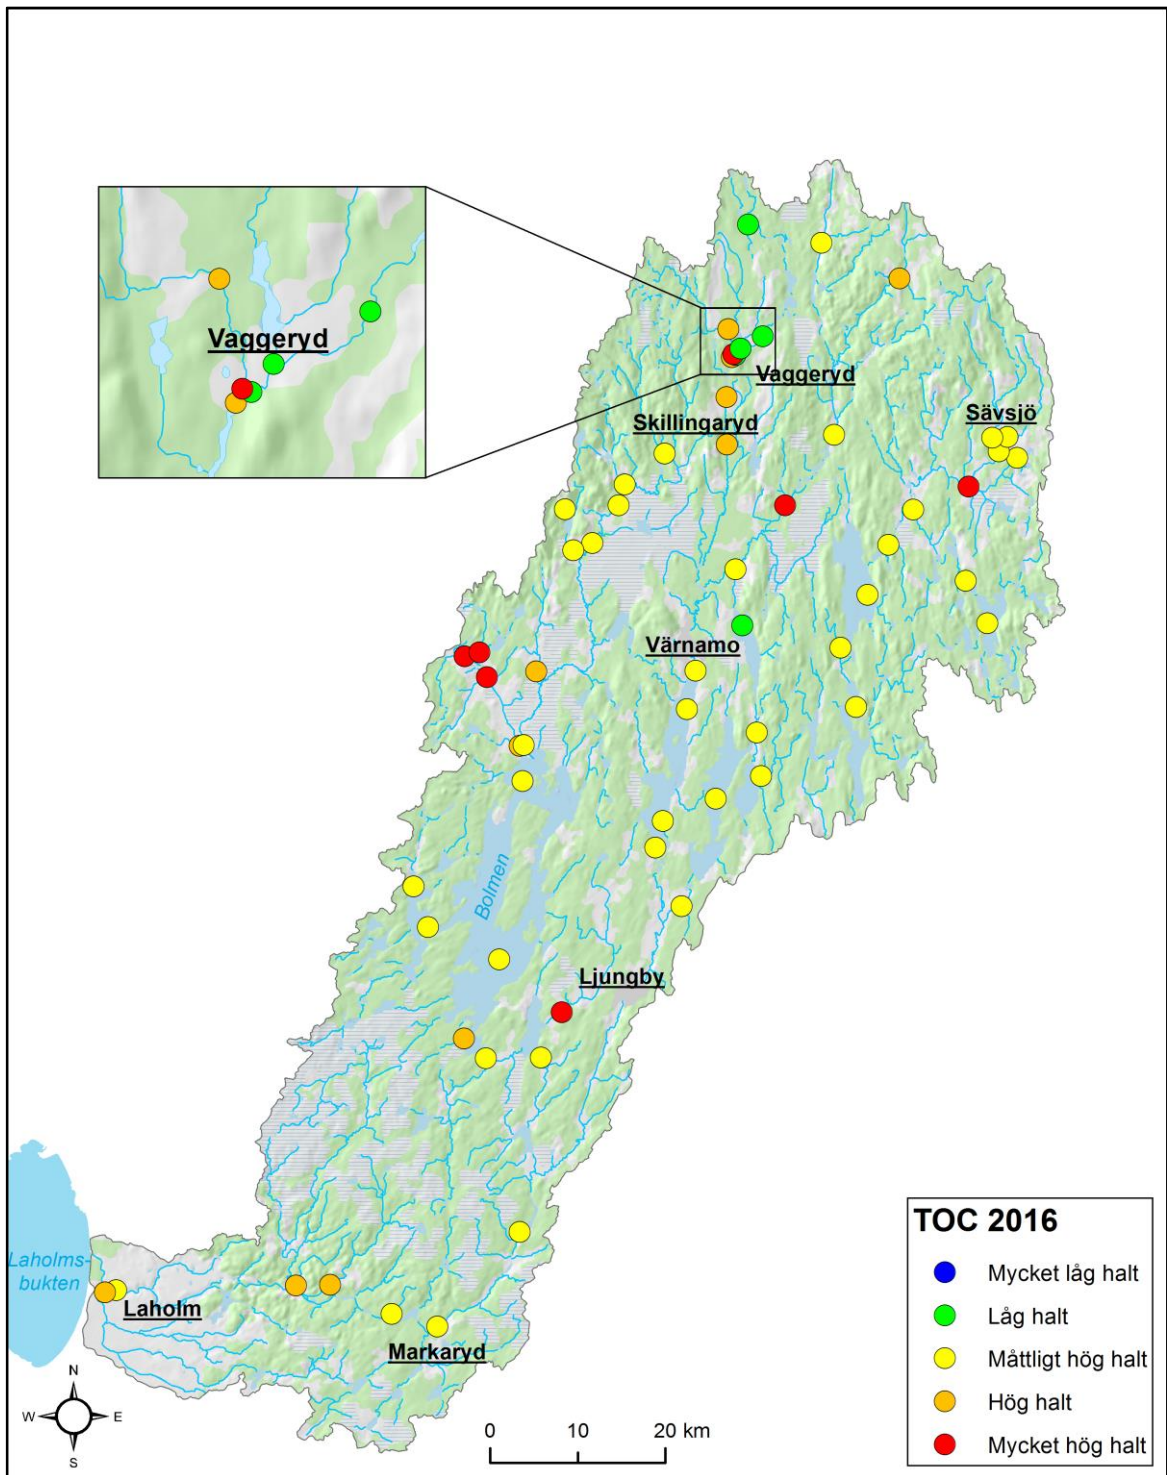 Vaggeryd
Vaggeryd
Skillingaryd
Sävsjö
Värnamo
Bolmen
Ljungby
Laholms-
bukten
Laholm
Markaryd
N
W
E
S
0
10
20 km
TOC 2016
Mycket låg halt
Låg halt
Måttligt hög halt
Hög halt
Mycket hög halt